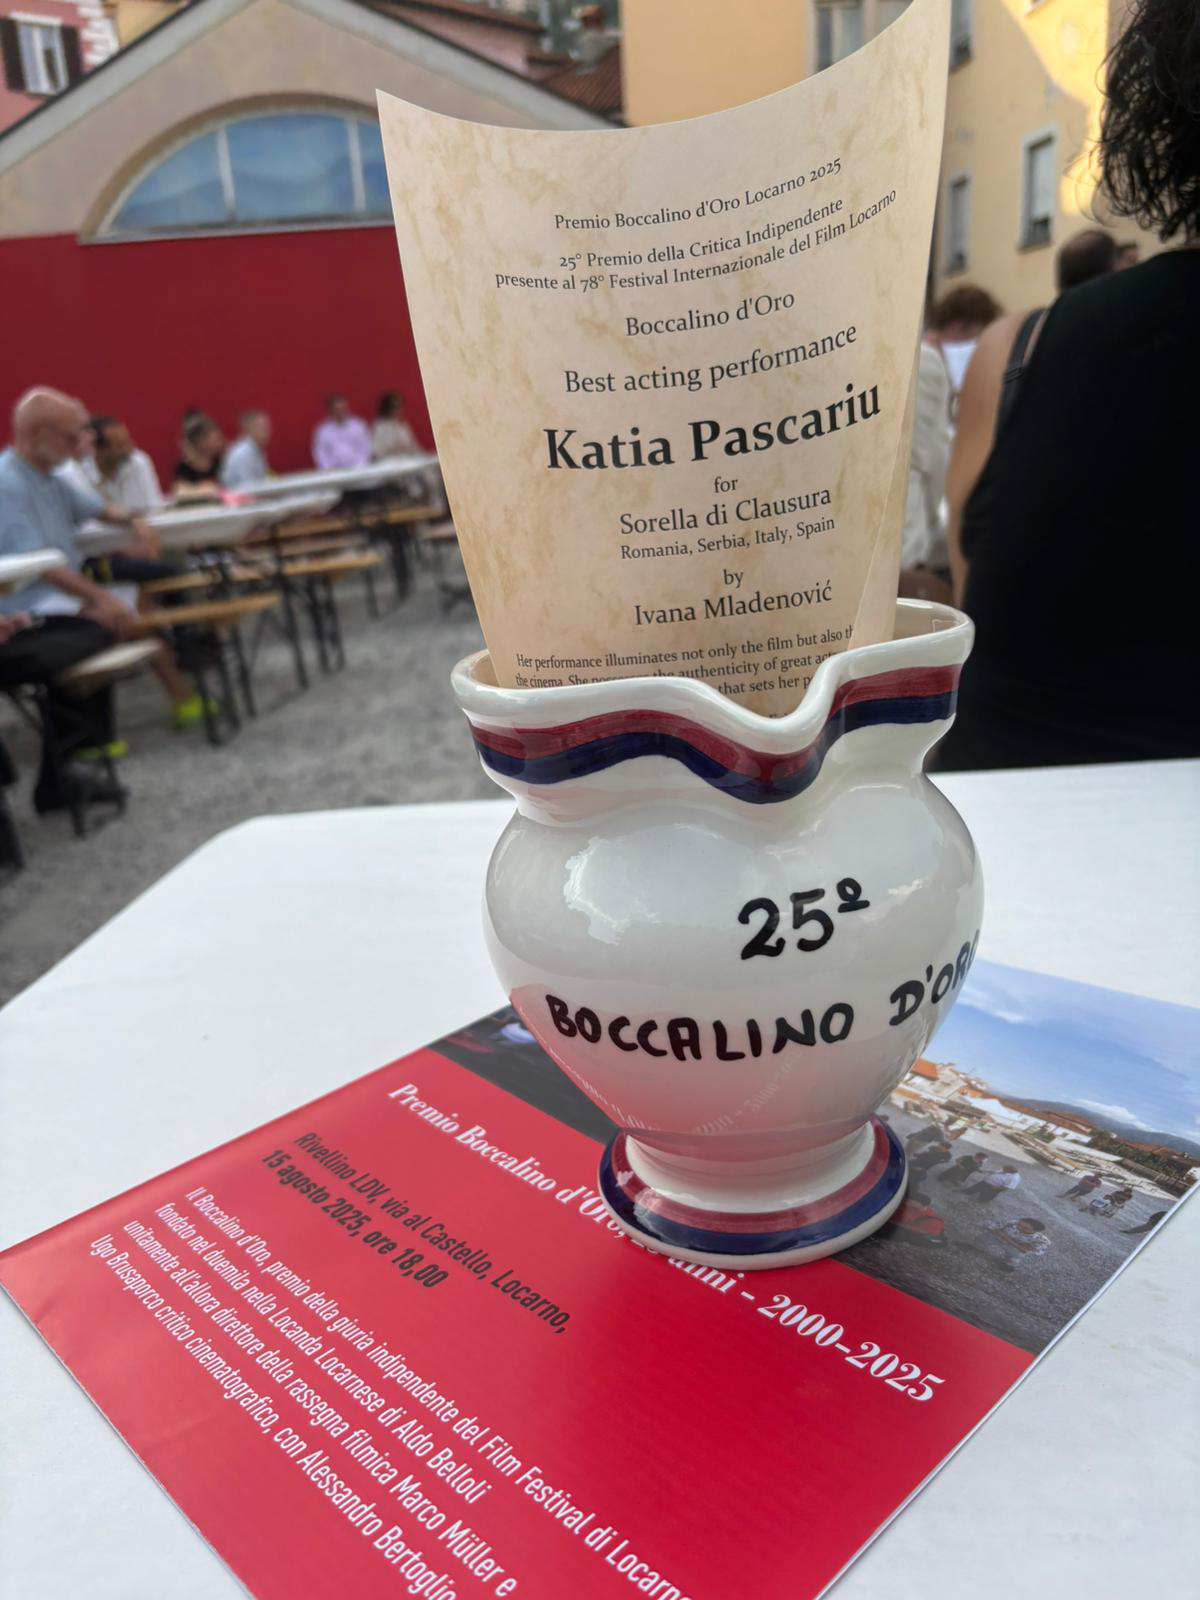 Premio Boccalino d'Oro Locarno 2025
25° Premio della Critica Indipendente
presente al 78° Festival Internazionale del Film Locarno
Boccalino d'Oro
Best acting performance
Katia Pascariu
for
Sorella di Clausura
Romania, Serbia, Italy, Spain
by
Ivana Mladenović
Her performance illuminates not only the film but also
the cinema. She possesses the authenticity of great
that sets her
25º
BOCCALINO D'ORO
Premio Boccalino d'Oro, anni - 2000-2025
Rivellino LDV, via al Castello, Locarno,
15 agosto 2025, ore 18,00
Il Boccalino d'Oro, premio della giuria indipendente del Film Festival di Locarno
fondato nel duemila nella Locanda Locarnese di Aldo Belloli
unitamente all'allora direttore della rassegna filmica Marco Müller e
Ugo Brusaporco critico cinematografico, con Alessandro Bertoglio